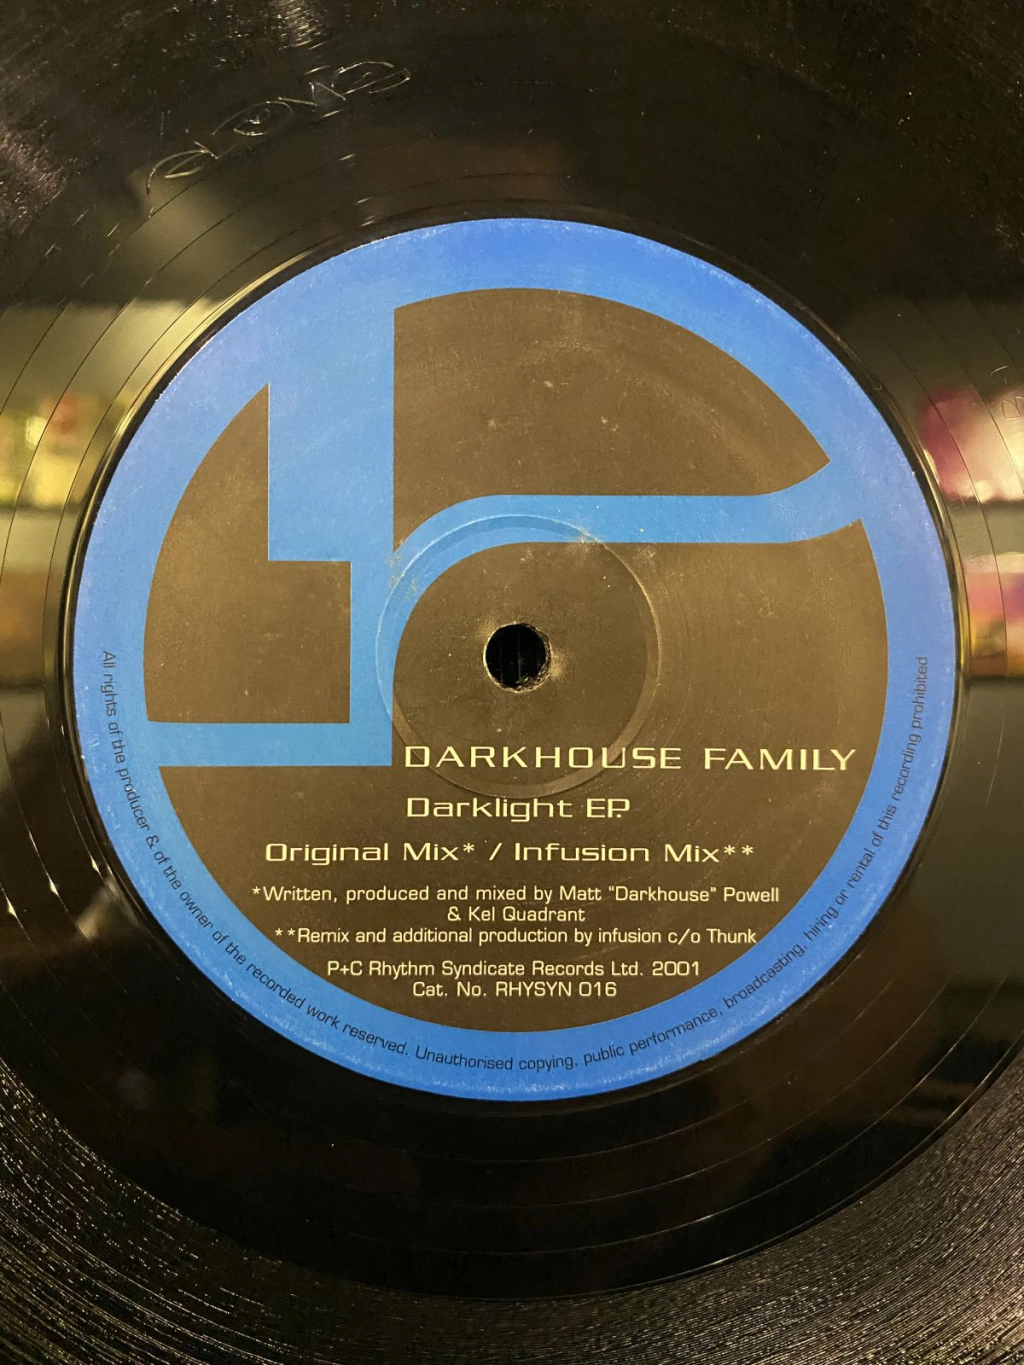 DARKHOUSE FAMILY
Darklight EP.
Original Mix* / Infusion Mix**
*Written, produced and mixed by Matt "Darkhouse" Powell
& Kel Quadrant
**Remix and additional production by infusion c/o Thunk
P+C Rhythm Syndicate Records Ltd. 2001
Cat. No. RHYSYN 016
All rights of the producer & of the owner of the recorded work reserved. Unauthorised copying, public performance, broadcasting, hiring or rental of this recording prohibited